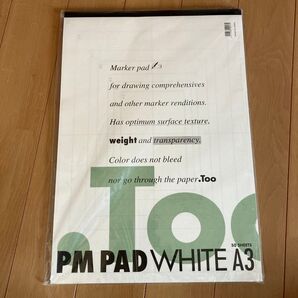 Marker pad
for drawing comprehensives
and other marker renditions.
Has optimum surface texture,
weight and transparency.
Color does not bleed
nor go through the paper.Too
.Too
50 SHEETS
PM PAD WHITE A3